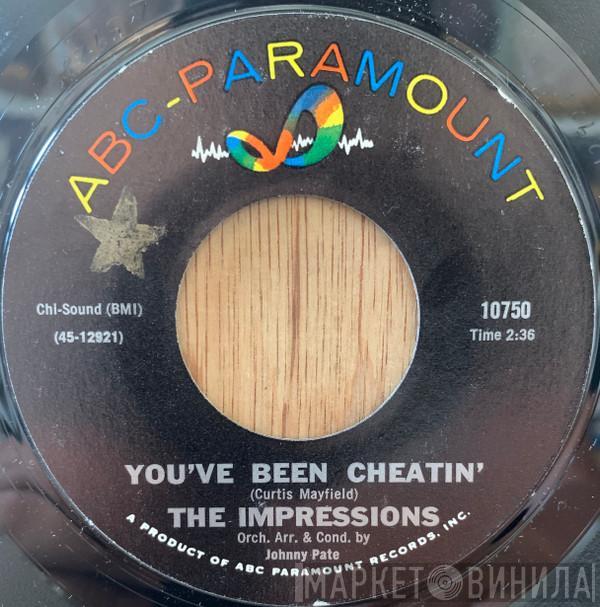 ABC-PARAMOUNT
Chi-Sound (BMI)
(45-12921)
10750
Time 2:36
YOU'VE BEEN CHEATIN'
(Curtis Mayfield)
THE IMPRESSIONS
Orch. Arr. & Cond. by
Johnny Pate
A PRODUCT OF ABC PARAMOUNT RECORDS, INC.
МАРКЕТ ВИНИЛА